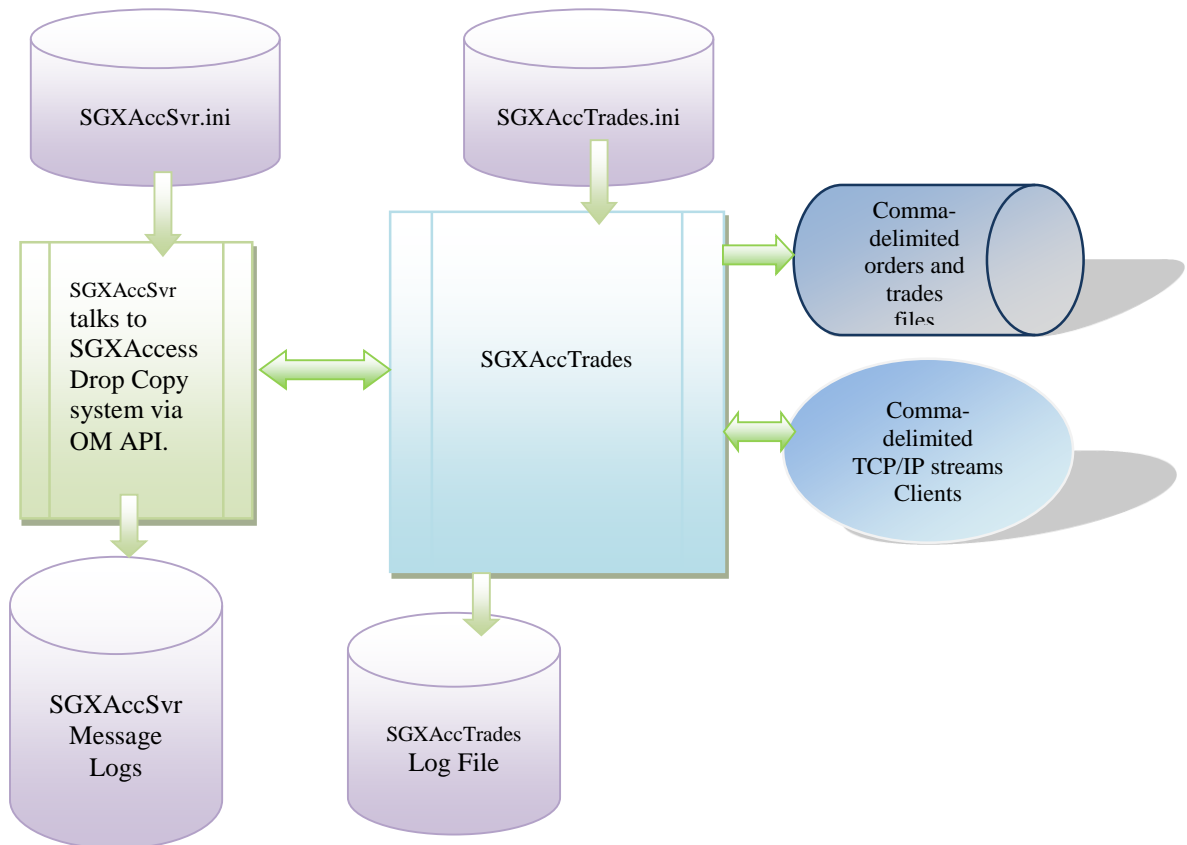 SGXAccSvr.ini
SGXAccTrades.ini
SGXAccSvr
talks to
SGXAccess
Drop Copy
system via
OM API.
SGXAccTrades
Comma-
delimited
orders and
trades
files
Comma-
delimited
TCP/IP streams
Clients
SGXAccSvr
Message
Logs
SGXAccTrades
Log File